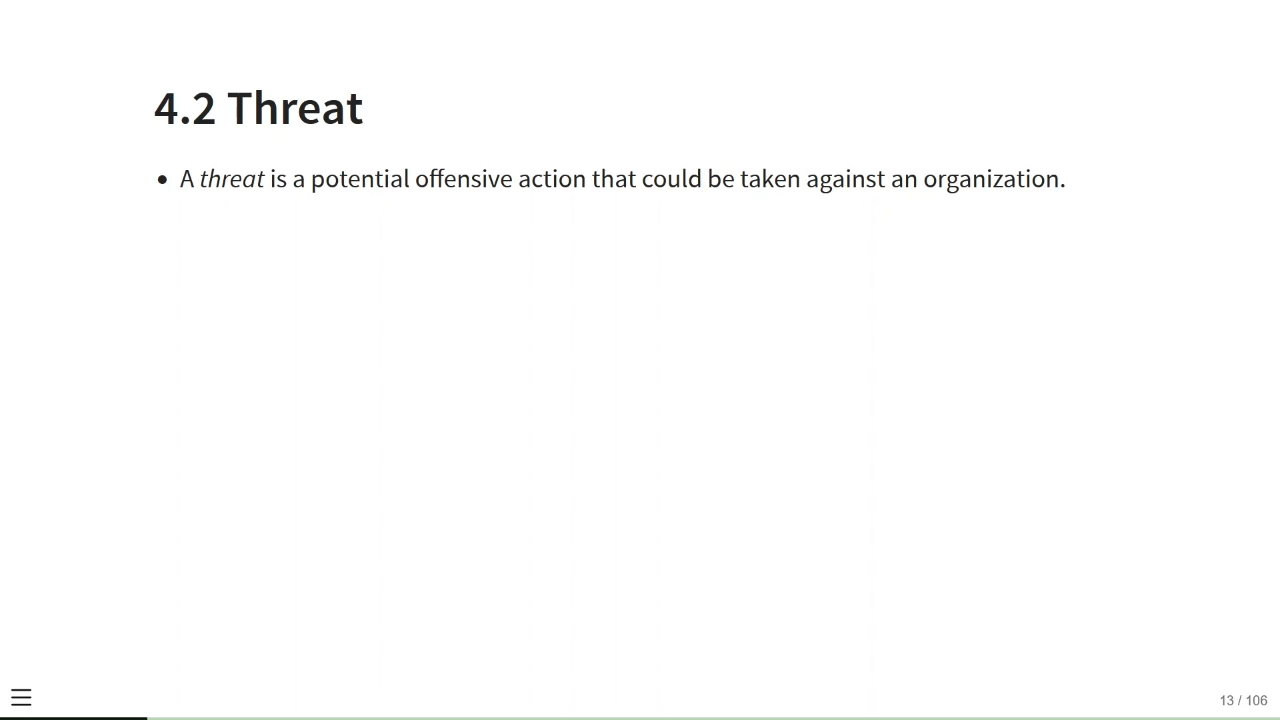 4.2 Threat
• A threat is a potential offensive action that could be taken against an organization.
13 / 106